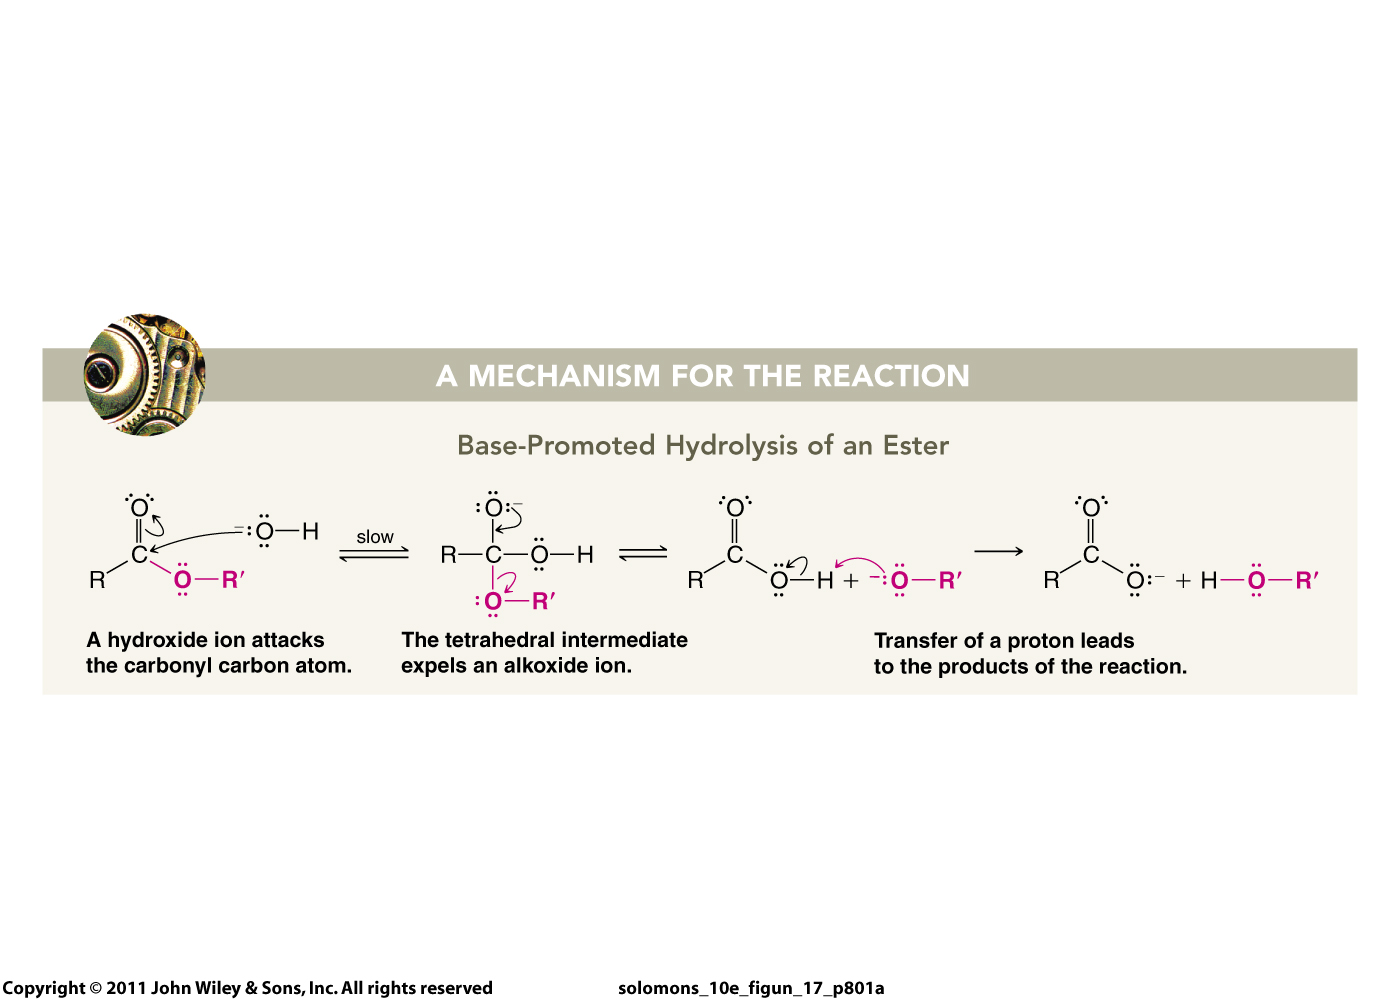 A MECHANISM FOR THE REACTION
Base-Promoted Hydrolysis of an Ester
O
C
R
O—R′
−:O—H
slow
:O:−
R—C—O—H
:O—R′
O
C
R
O—H + −:O—R′
O
C
R
O:− + H—O—R′
A hydroxide ion attacks
the carbonyl carbon atom.
The tetrahedral intermediate
expels an alkoxide ion.
Transfer of a proton leads
to the products of the reaction.
Copyright © 2011 John Wiley & Sons, Inc. All rights reserved
solomons_10e_figun_17_p801a